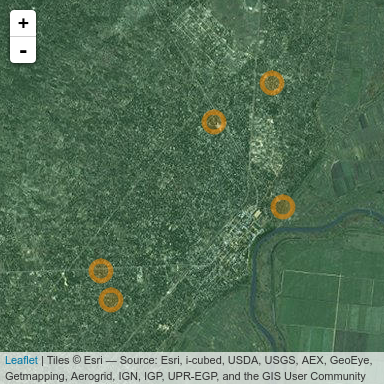 +
-
Leaflet | Tiles © Esri — Source: Esri, i-cubed, USDA, USGS, AEX, GeoEye,
Getmapping, Aerogrid, IGN, IGP, UPR-EGP, and the GIS User Community